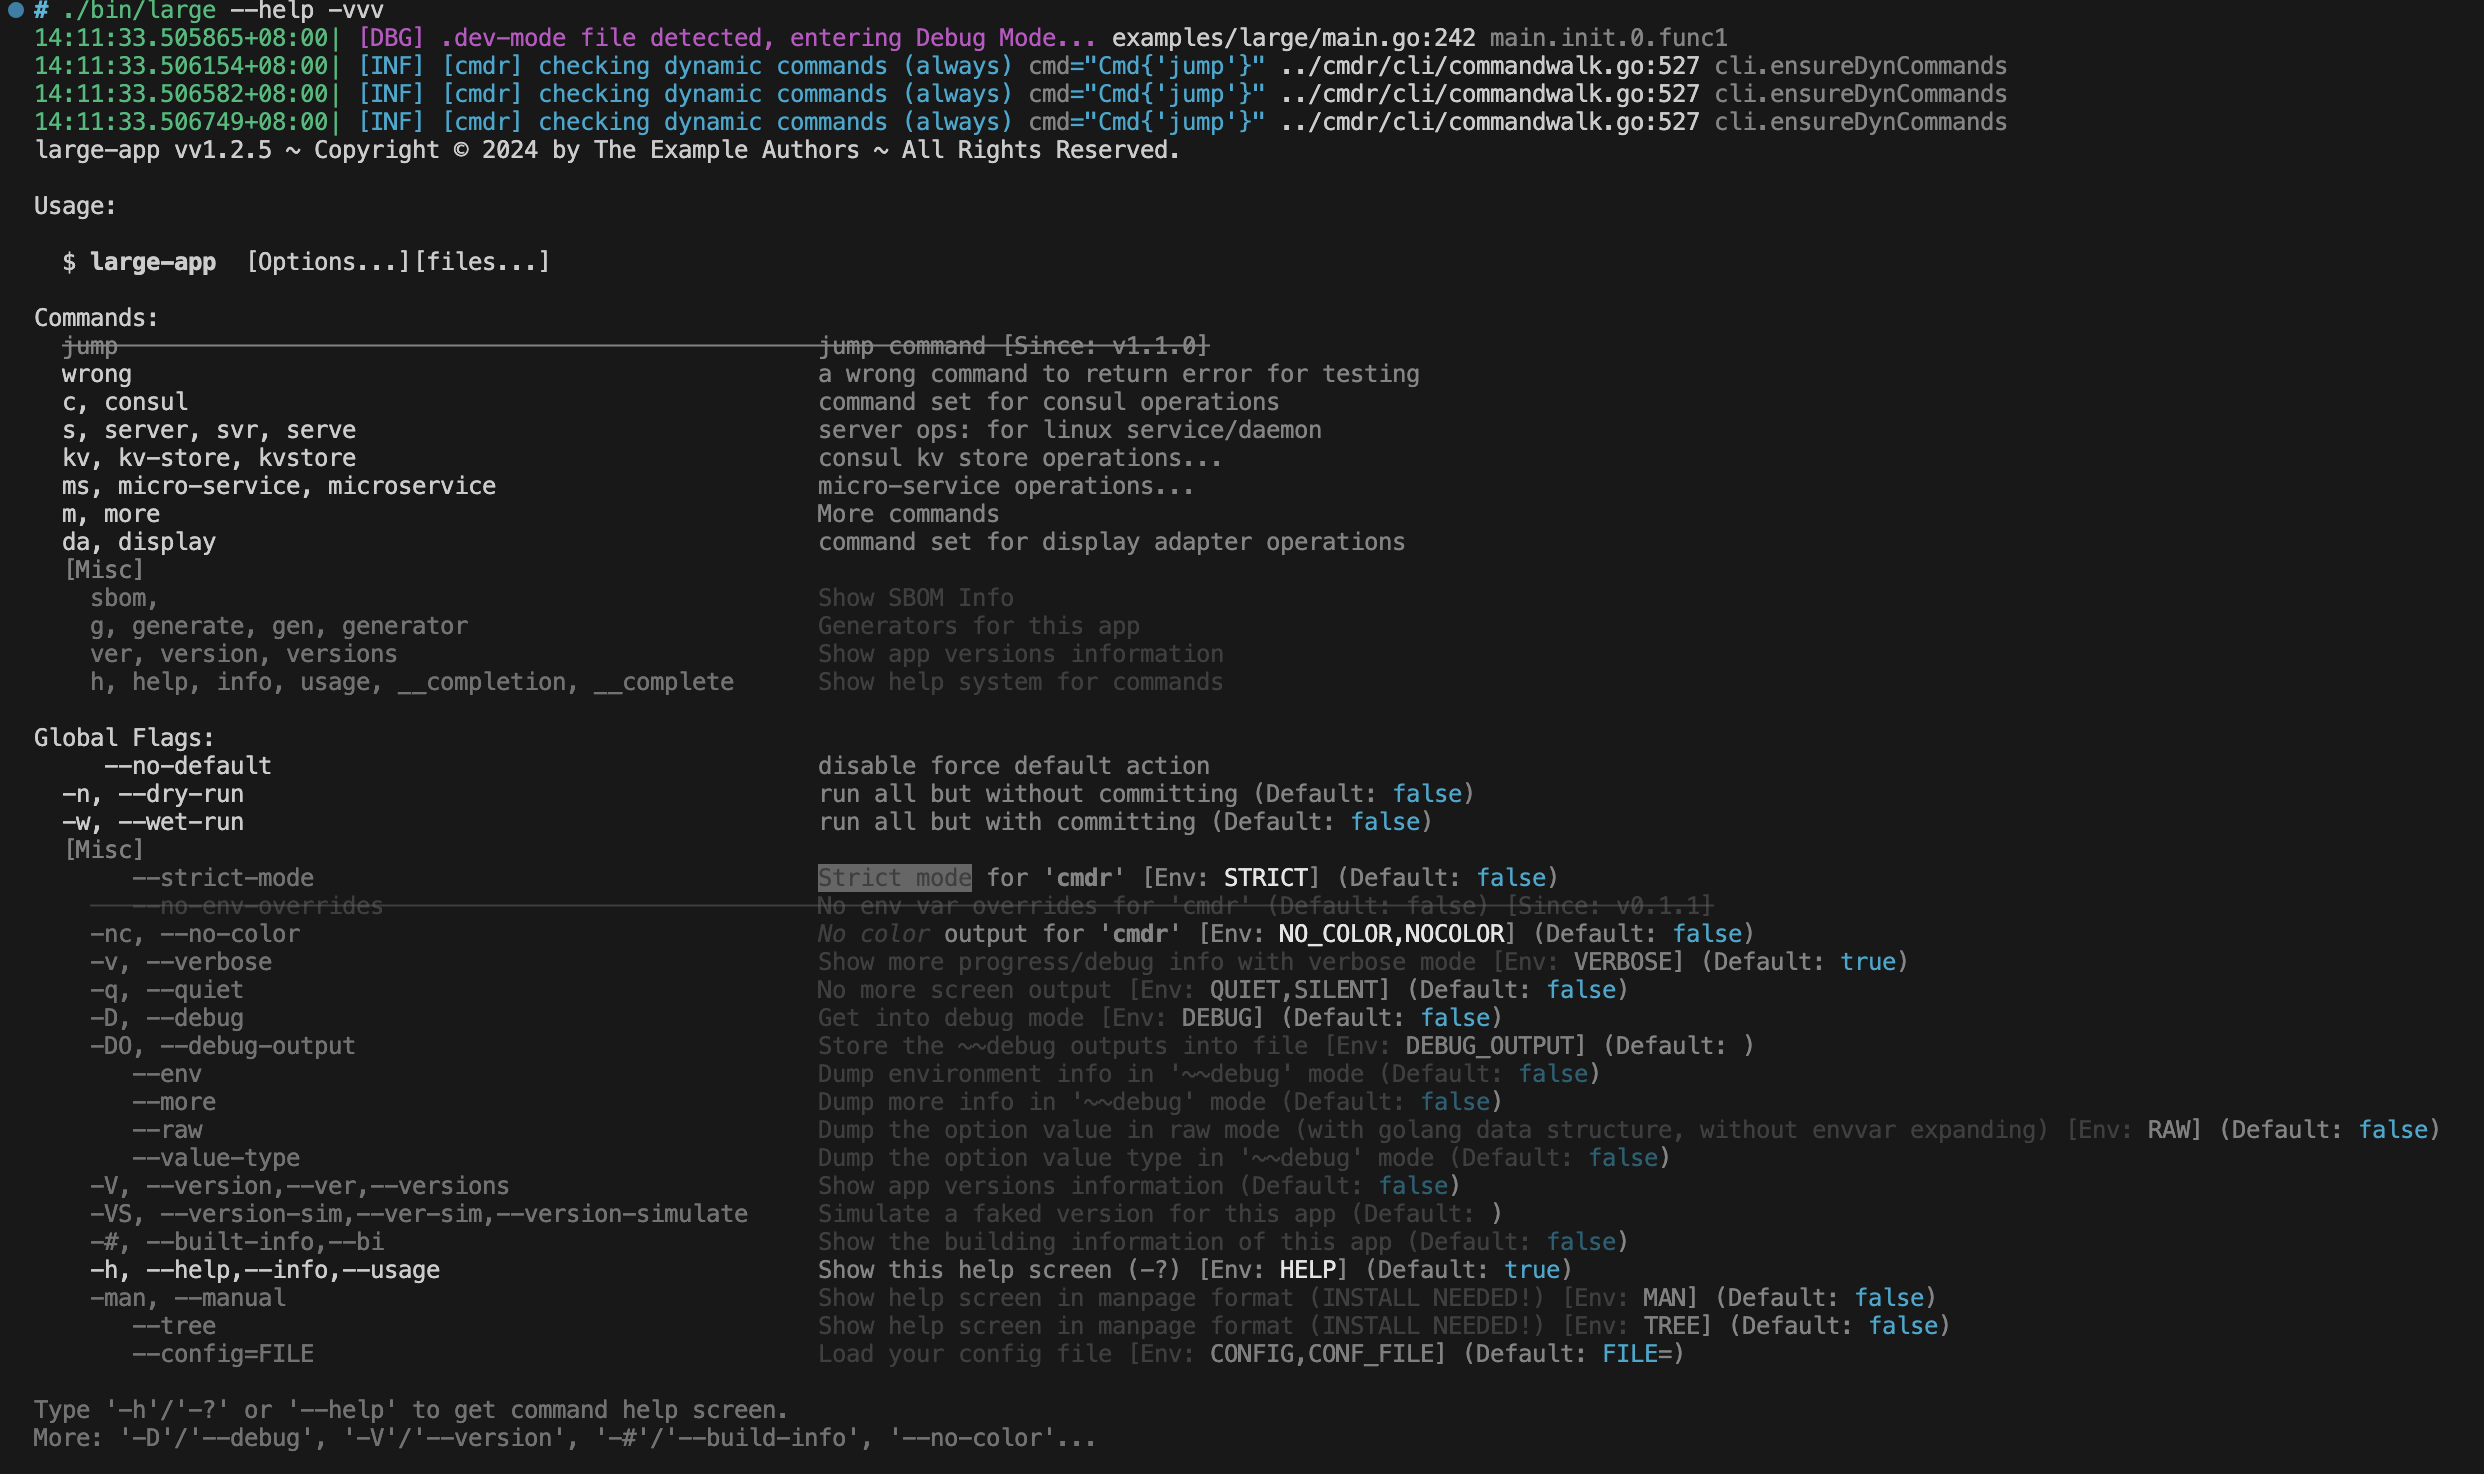 # ./bin/large --help -vvv
14:11:33.505865+08:00| [DBG] .dev-mode file detected, entering Debug Mode... examples/large/main.go:242 main.init.0.func1
14:11:33.506154+08:00| [INF] [cmdr] checking dynamic commands (always) cmd="Cmd{'jump'}" ../cmdr/cli/commandwalk.go:527 cli.ensureDynCommands
14:11:33.506582+08:00| [INF] [cmdr] checking dynamic commands (always) cmd="Cmd{'jump'}" ../cmdr/cli/commandwalk.go:527 cli.ensureDynCommands
14:11:33.506749+08:00| [INF] [cmdr] checking dynamic commands (always) cmd="Cmd{'jump'}" ../cmdr/cli/commandwalk.go:527 cli.ensureDynCommands
large-app vv1.2.5 ~ Copyright © 2024 by The Example Authors ~ All Rights Reserved.
Usage:
$ large-app  [Options...][files...]
Commands:
jump jump command [Since: v1.1.0]
wrong a wrong command to return error for testing
c, consul command set for consul operations
s, server, svr, serve server ops: for linux service/daemon
kv, kv-store, kvstore consul kv store operations...
ms, micro-service, microservice micro-service operations...
m, more More commands
da, display command set for display adapter operations
[Misc]
sbom, Show SBOM Info
g, generate, gen, generator Generators for this app
ver, version, versions Show app versions information
h, help, info, usage, __completion, __complete Show help system for commands
Global Flags:
--no-default disable force default action
-n, --dry-run run all but without committing (Default: false)
-w, --wet-run run all but with committing (Default: false)
[Misc]
--strict-mode Strict mode for 'cmdr' [Env: STRICT] (Default: false)
--no-env-overrides No env var overrides for 'cmdr' (Default: false) [Since: v0.1.1]
-nc, --no-color No color output for 'cmdr' [Env: NO_COLOR,NOCOLOR] (Default: false)
-v, --verbose Show more progress/debug info with verbose mode [Env: VERBOSE] (Default: true)
-q, --quiet No more screen output [Env: QUIET,SILENT] (Default: false)
-D, --debug Get into debug mode [Env: DEBUG] (Default: false)
-DO, --debug-output Store the ~~debug outputs into file [Env: DEBUG_OUTPUT] (Default: )
--env Dump environment info in '~~debug' mode (Default: false)
--more Dump more info in '~~debug' mode (Default: false)
--raw Dump the option value in raw mode (with golang data structure, without envvar expanding) [Env: RAW] (Default: false)
--value-type Dump the option value type in '~~debug' mode (Default: false)
-V, --version,--ver,--versions Show app versions information (Default: false)
-VS, --version-sim,--ver-sim,--version-simulate Simulate a faked version for this app (Default: )
-#, --built-info,--bi Show the building information of this app (Default: false)
-h, --help,--info,--usage Show this help screen (-?) [Env: HELP] (Default: true)
-man, --manual Show help screen in manpage format (INSTALL NEEDED!) [Env: MAN] (Default: false)
--tree Show help screen in manpage format (INSTALL NEEDED!) [Env: TREE] (Default: false)
--config=FILE Load your config file [Env: CONFIG,CONF_FILE] (Default: FILE=)
Type '-h'/'-?' or '--help' to get command help screen.
More: '-D'/'--debug', '-V'/'--version', '-#'/'--build-info', '--no-color'...